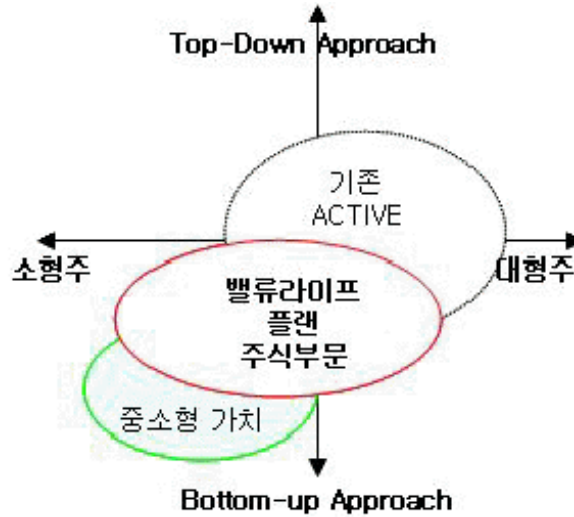 Top-Down Approach
기존
ACTIVE
소형주
대형주
밸류라이프
플랜
주식부문
중소형 가치
Bottom-up Approach